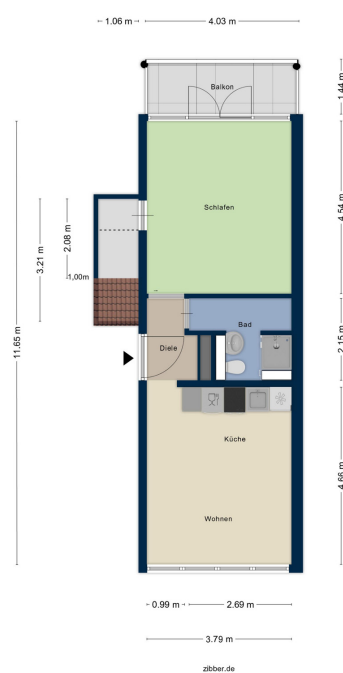 1.06 m
4.03 m
Balkon
1.44 m
Schlafen
4.54 m
2.08 m
3.21 m
1,00m
11.65 m
Bad
Diele
2.15 m
Küche
4.66 m
Wohnen
0.99 m
2.69 m
3.79 m
zibber.de